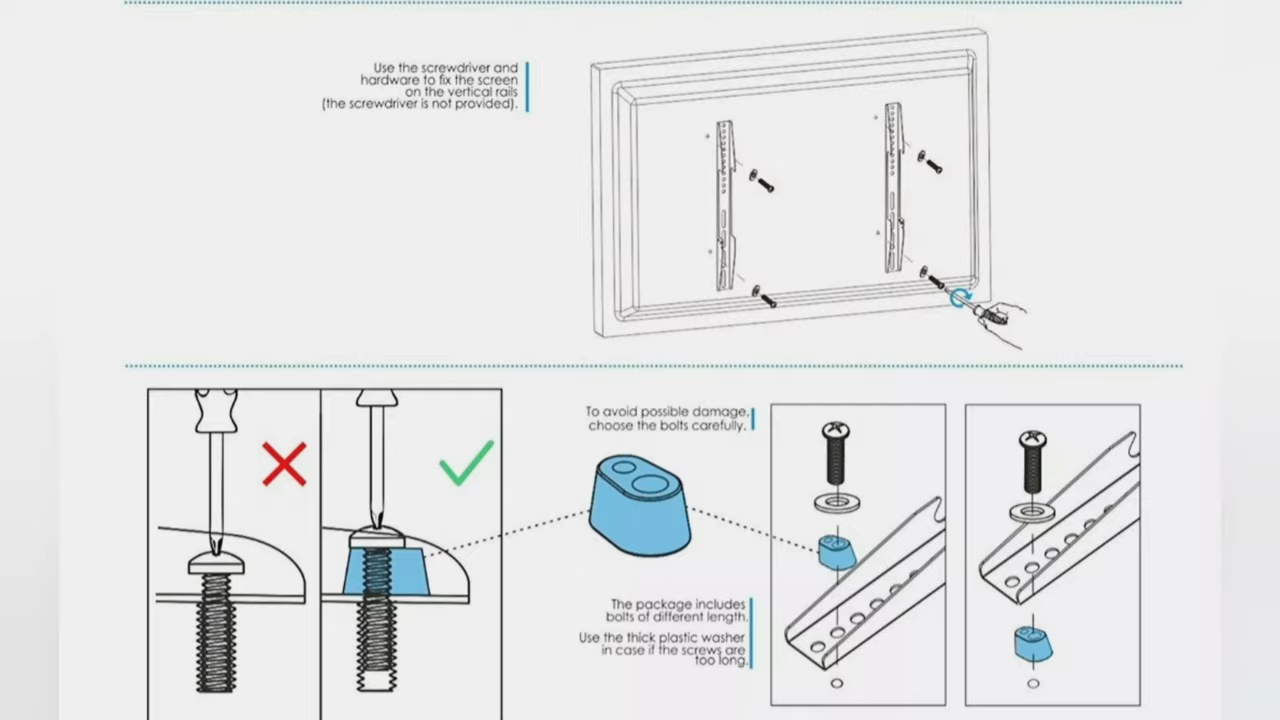 Use the screwdriver and
hardware to fix the screen
on the vertical rails
(the screwdriver is not provided).
To avoid possible damage,
choose the bolts carefully.
The package includes
bolts of different length.
Use the thick plastic washer
in case if the screws are
too long.